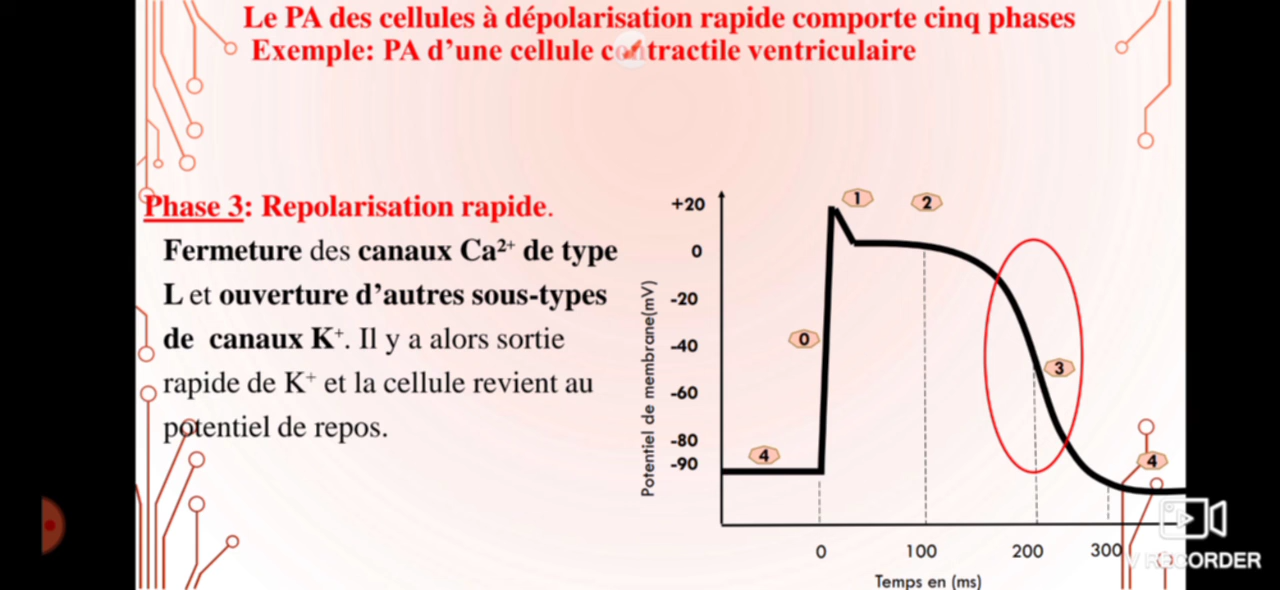 Le PA des cellules à dépolarisation rapide comporte cinq phases
Exemple: PA d'une cellule contractile ventriculaire
Phase 3: Repolarisation rapide.
Fermeture des canaux Ca²⁺ de type
L et ouverture d'autres sous-types
de canaux K⁺. Il y a alors sortie
rapide de K⁺ et la cellule revient au
potentiel de repos.
Potentiel de membrane(mV)
+20
0
-20
-40
-60
-80
-90
1
2
0
3
4
4
0 100 200 300
Temps en (ms)
V RECORDER